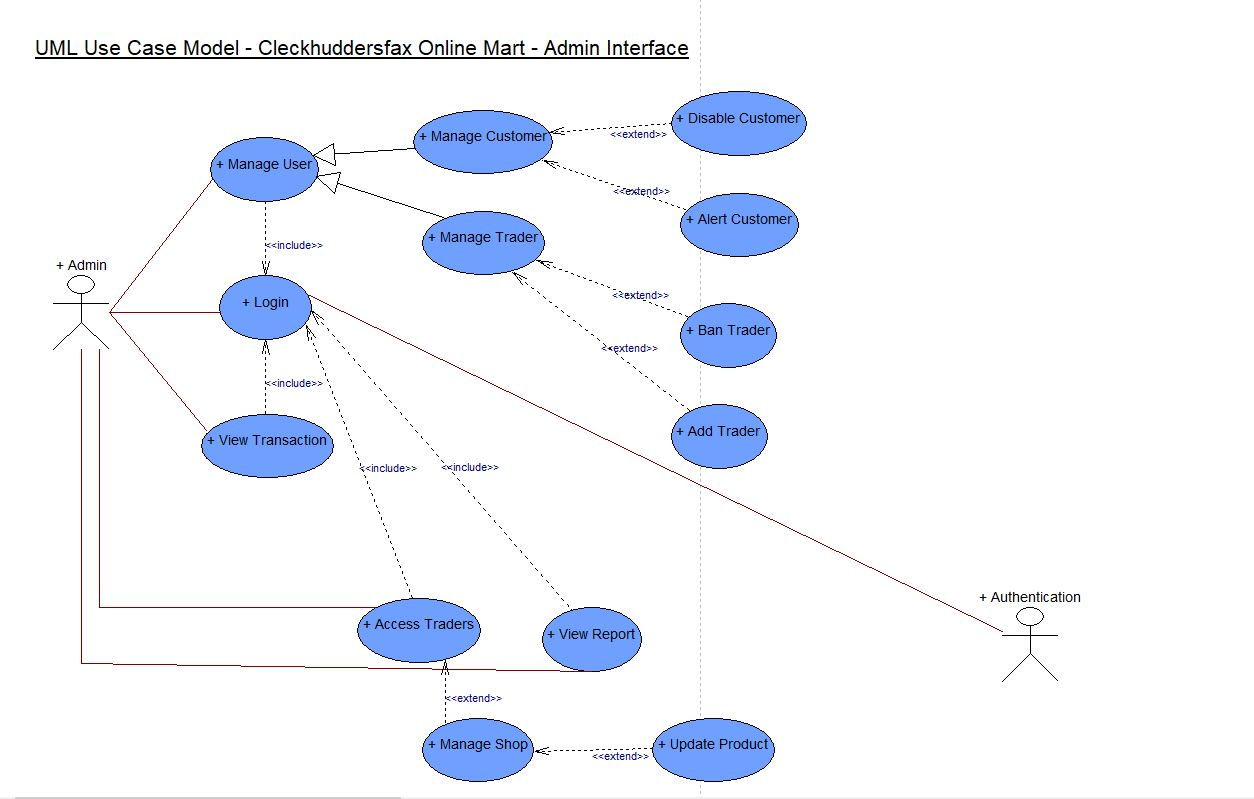 UML Use Case Model - Cleckhuddersfax Online Mart - Admin Interface
+ Disable Customer
+ Manage Customer
<<extend>>
+ Manage User
<<extend>>
+ Alert Customer
+ Manage Trader
<<include>>
+ Admin
<<extend>>
+ Login
+ Ban Trader
<<extend>>
<<include>>
+ Add Trader
+ View Transaction
<<include>>
<<include>>
+ Authentication
+ Access Traders
+ View Report
<<extend>>
+ Manage Shop
+ Update Product
<<extend>>